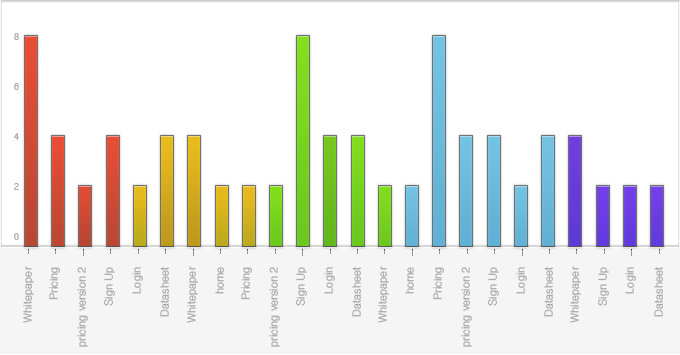 8
6
4
2
0
Whitepaper
Pricing
pricing version 2
Sign Up
Login
Datasheet
Whitepaper
home
Pricing
pricing version 2
Sign Up
Login
Datasheet
Whitepaper
home
Pricing
pricing version 2
Sign Up
Login
Datasheet
Whitepaper
Sign Up
Login
Datasheet